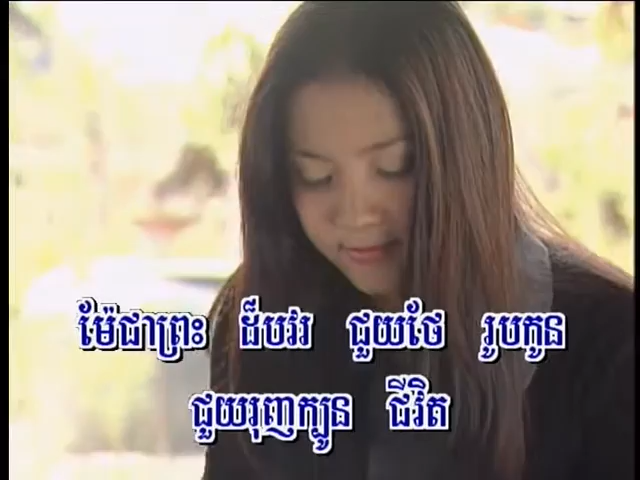 ម៉ែជាព្រះ ដ៏បវរ ជួយថែ រូបកូន
ជួយរុញក្បួន ជីវិត